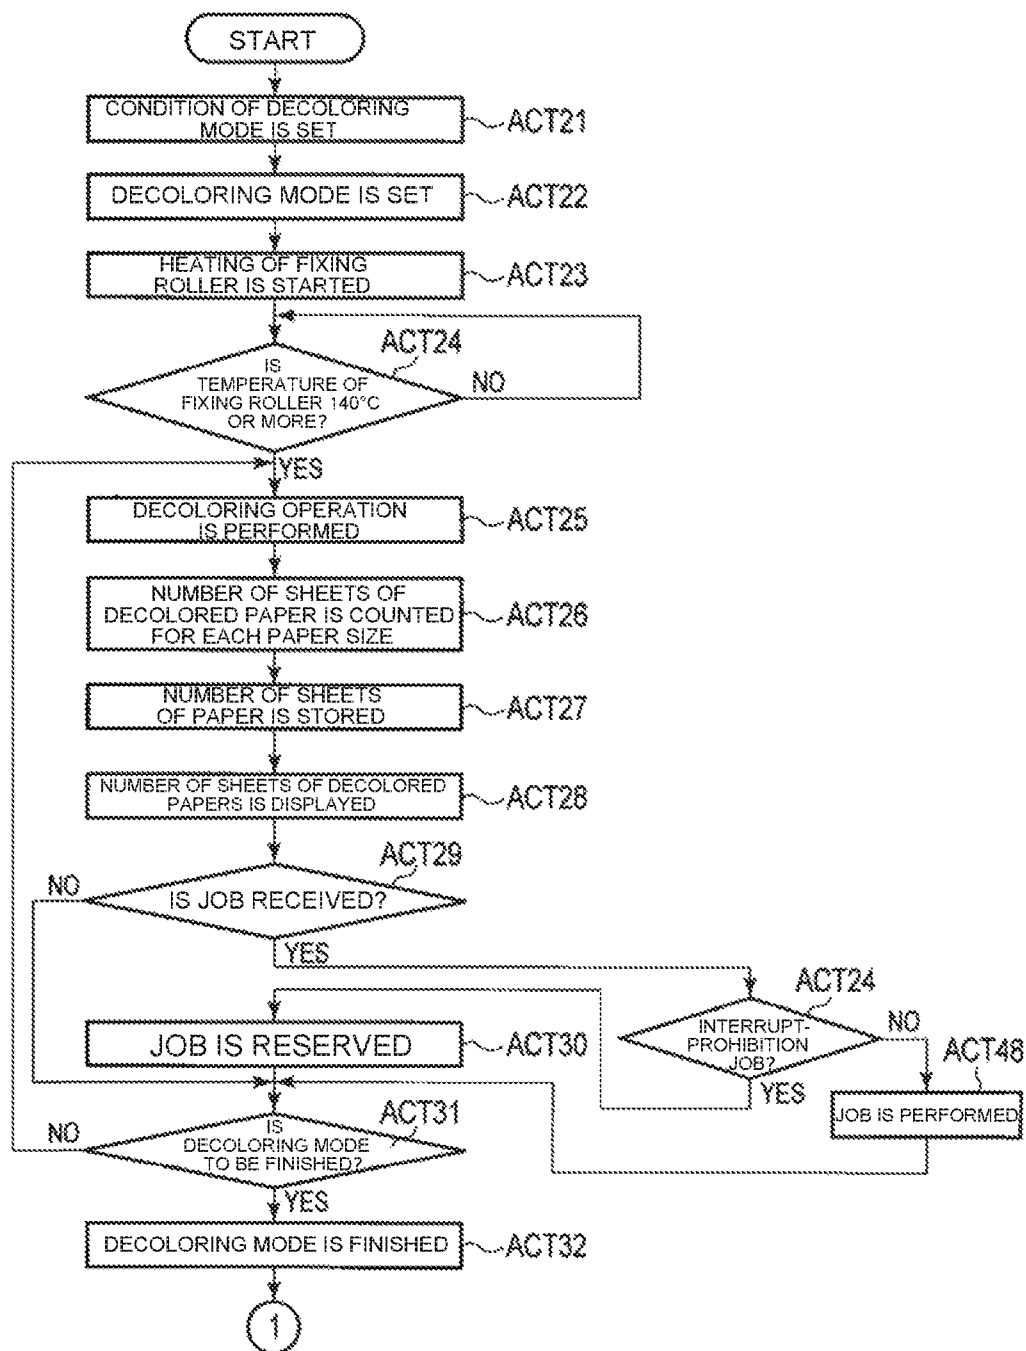 START
CONDITION OF DECOLORING
MODE IS SET
ACT21
DECOLORING MODE IS SET
ACT22
HEATING OF FIXING
ROLLER IS STARTED
ACT23
ACT24
IS
TEMPERATURE OF
FIXING ROLLER 140°C
OR MORE?
NO
YES
DECOLORING OPERATION
IS PERFORMED
ACT25
NUMBER OF SHEETS OF
DECOLORED PAPER IS COUNTED
FOR EACH PAPER SIZE
ACT26
NUMBER OF SHEETS
OF PAPER IS STORED
ACT27
NUMBER OF SHEETS OF DECOLORED
PAPERS IS DISPLAYED
ACT28
ACT29
NO
IS JOB RECEIVED?
YES
ACT24
INTERRUPT-
PROHIBITION
JOB?
NO
YES
ACT48
JOB IS PERFORMED
JOB IS RESERVED
ACT30
ACT31
NO
IS
DECOLORING MODE
TO BE FINISHED?
YES
DECOLORING MODE IS FINISHED
ACT32
1